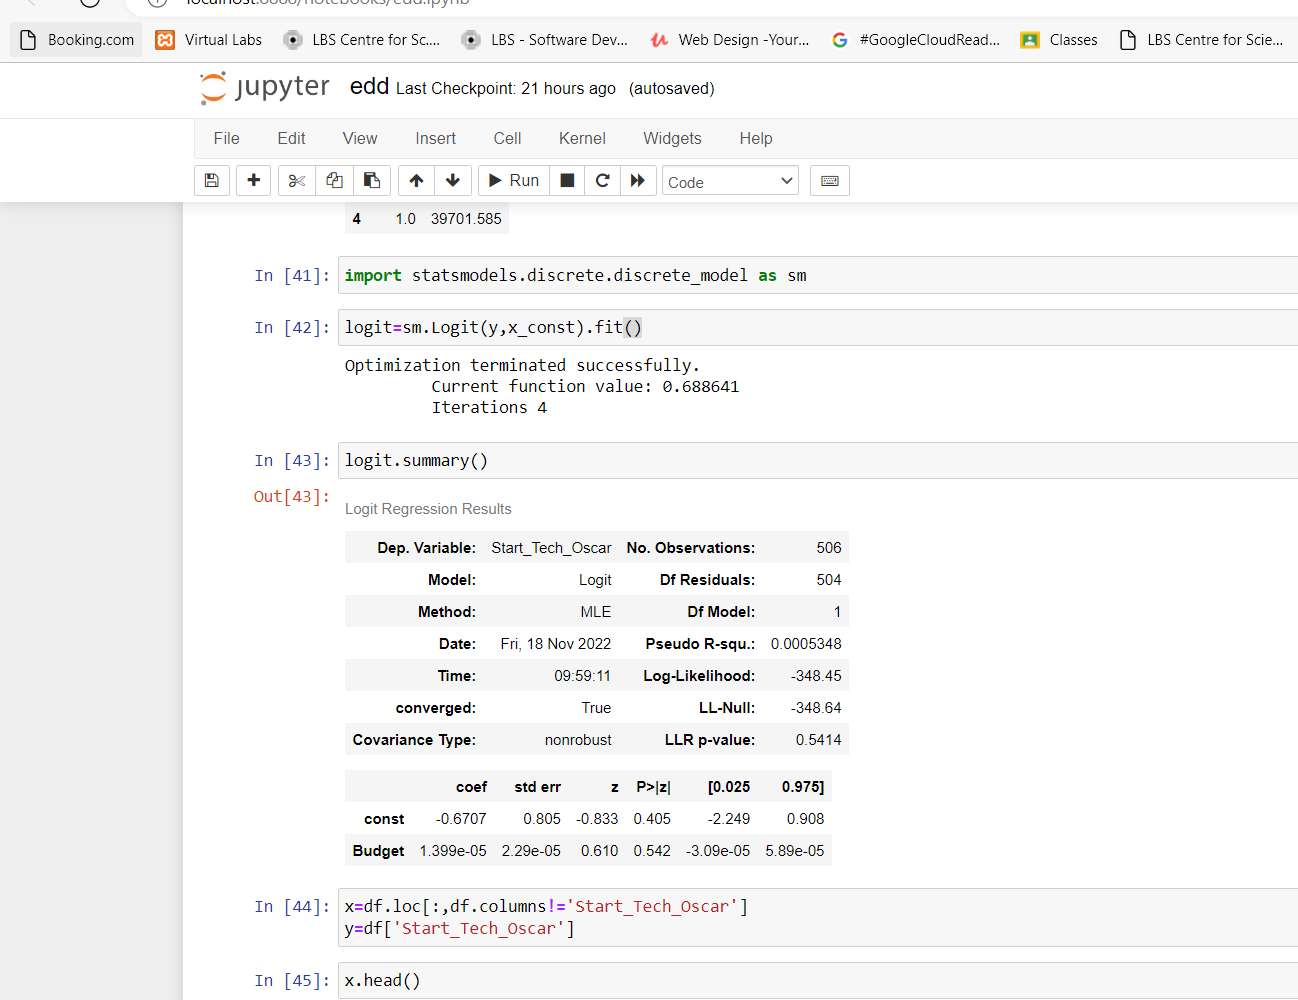 localhost:8888/notebooks/edd.ipynb
Booking.com Virtual Labs LBS Centre for Sc.... LBS - Software Dev... Web Design -Your... #GoogleCloudRead... Classes LBS Centre for Scie...
jupyter edd Last Checkpoint: 21 hours ago (autosaved)
File Edit View Insert Cell Kernel Widgets Help
Run Code
4 1.0 39701.585
In [41]: import statsmodels.discrete.discrete_model as sm
In [42]: logit=sm.Logit(y,x_const).fit()
Optimization terminated successfully.
Current function value: 0.688641
Iterations 4
In [43]: logit.summary()
Out[43]:
Logit Regression Results
Dep. Variable: Start_Tech_Oscar No. Observations: 506
Model: Logit Df Residuals: 504
Method: MLE Df Model: 1
Date: Fri, 18 Nov 2022 Pseudo R-squ.: 0.0005348
Time: 09:59:11 Log-Likelihood: -348.45
converged: True LL-Null: -348.64
Covariance Type: nonrobust LLR p-value: 0.5414
coef std err z P>|z| [0.025 0.975]
const -0.6707 0.805 -0.833 0.405 -2.249 0.908
Budget 1.399e-05 2.29e-05 0.610 0.542 -3.09e-05 5.89e-05
In [44]: x=df.loc[:,df.columns!='Start_Tech_Oscar']
y=df['Start_Tech_Oscar']
In [45]: x.head()